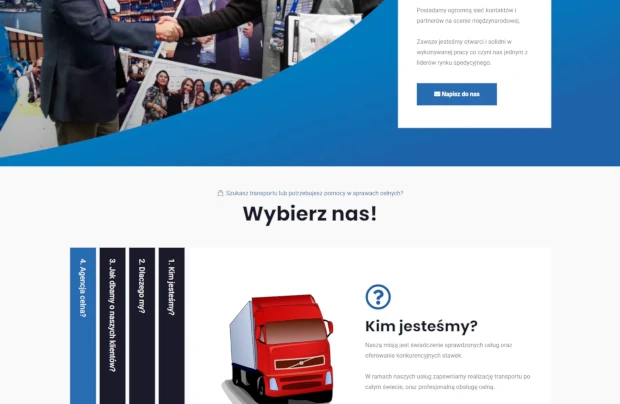 Posiadamy ogromną sieć kontaktów i
partnerów na scenie międzynarodowej.
Zawsze jesteśmy otwarci i solidni w
wykonywanej pracy co czyni nas jednym z
liderów rynku spedycyjnego.
Napisz do nas
Szukasz transportu lub potrzebujesz pomocy w sprawach celnych?
Wybierz nas!
4. Agencja celna?
3. Jak dbamy o naszych klientów?
2. Dlaczego my?
1. Kim jesteśmy?
Kim jesteśmy?
Naszą misją jest świadczenie sprawdzonych usług oraz
oferowanie konkurencyjnych stawek.
W ramach naszych usług zapewniamy realizację transportu po
całym świecie, oraz profesjonalną obsługę celną.